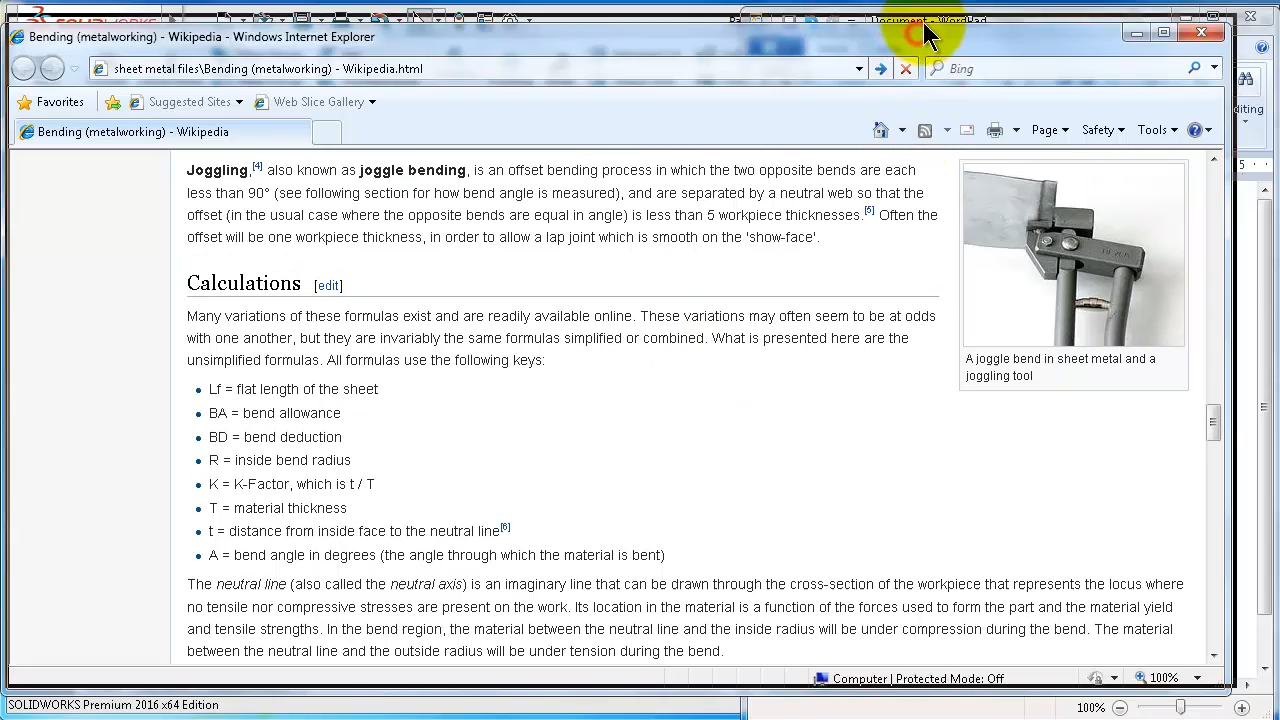 Document - WordPad
Bending (metalworking) - Wikipedia - Windows Internet Explorer
sheet metal files\Bending (metalworking) - Wikipedia.html
Bing
Favorites Suggested Sites Web Slice Gallery
diting
Bending (metalworking) - Wikipedia
Page Safety Tools
5
Joggling,[4] also known as joggle bending, is an offset bending process in which the two opposite bends are each
less than 90° (see following section for how bend angle is measured), and are separated by a neutral web so that the
offset (in the usual case where the opposite bends are equal in angle) is less than 5 workpiece thicknesses.[5] Often the
offset will be one workpiece thickness, in order to allow a lap joint which is smooth on the 'show-face'.
Calculations [edit]
Many variations of these formulas exist and are readily available online. These variations may often seem to be at odds
with one another, but they are invariably the same formulas simplified or combined. What is presented here are the
unsimplified formulas. All formulas use the following keys:
A joggle bend in sheet metal and a
joggling tool
Lf = flat length of the sheet
BA = bend allowance
BD = bend deduction
R = inside bend radius
K = K-Factor, which is t / T
T = material thickness
t = distance from inside face to the neutral line[6]
A = bend angle in degrees (the angle through which the material is bent)
The neutral line (also called the neutral axis) is an imaginary line that can be drawn through the cross-section of the workpiece that represents the locus where
no tensile nor compressive stresses are present on the work. Its location in the material is a function of the forces used to form the part and the material yield
and tensile strengths. In the bend region, the material between the neutral line and the inside radius will be under compression during the bend. The material
between the neutral line and the outside radius will be under tension during the bend.
Computer | Protected Mode: Off
100%
SOLIDWORKS Premium 2016 x64 Edition
100%